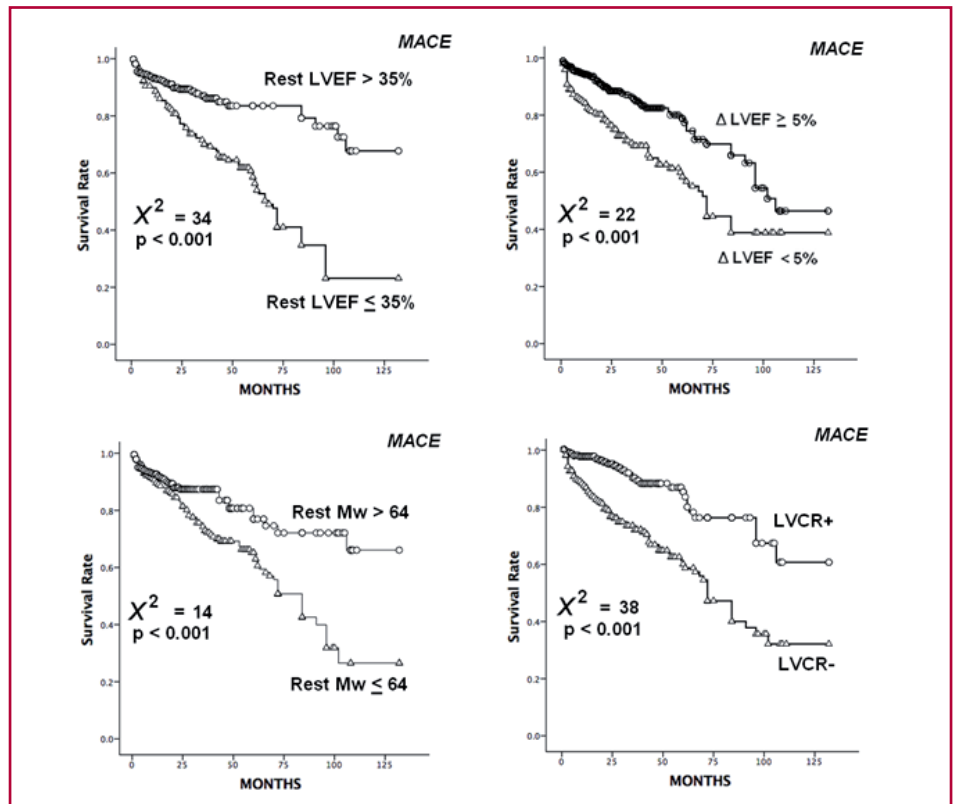 MACE
Rest LVEF > 35%
Survival Rate
1.0
0.8
0.6
0.4
0.2
0.0
X² = 34
p < 0.001
Rest LVEF ≤ 35%
0 25 50 75 100 125
MONTHS
MACE
Δ LVEF ≥ 5%
Survival Rate
1.0
0.8
0.6
0.4
0.2
0.0
X² = 22
p < 0.001
Δ LVEF < 5%
0 25 50 75 100 125
MONTHS
MACE
Rest Mw > 64
Survival Rate
1.0
0.8
0.6
0.4
0.2
0.0
X² = 14
p < 0.001
Rest Mw ≤ 64
0 25 50 75 100 125
MONTHS
MACE
LVCR+
Survival Rate
1.0
0.8
0.6
0.4
0.2
0.0
X² = 38
p < 0.001
LVCR-
0 25 50 75 100 125
MONTHS